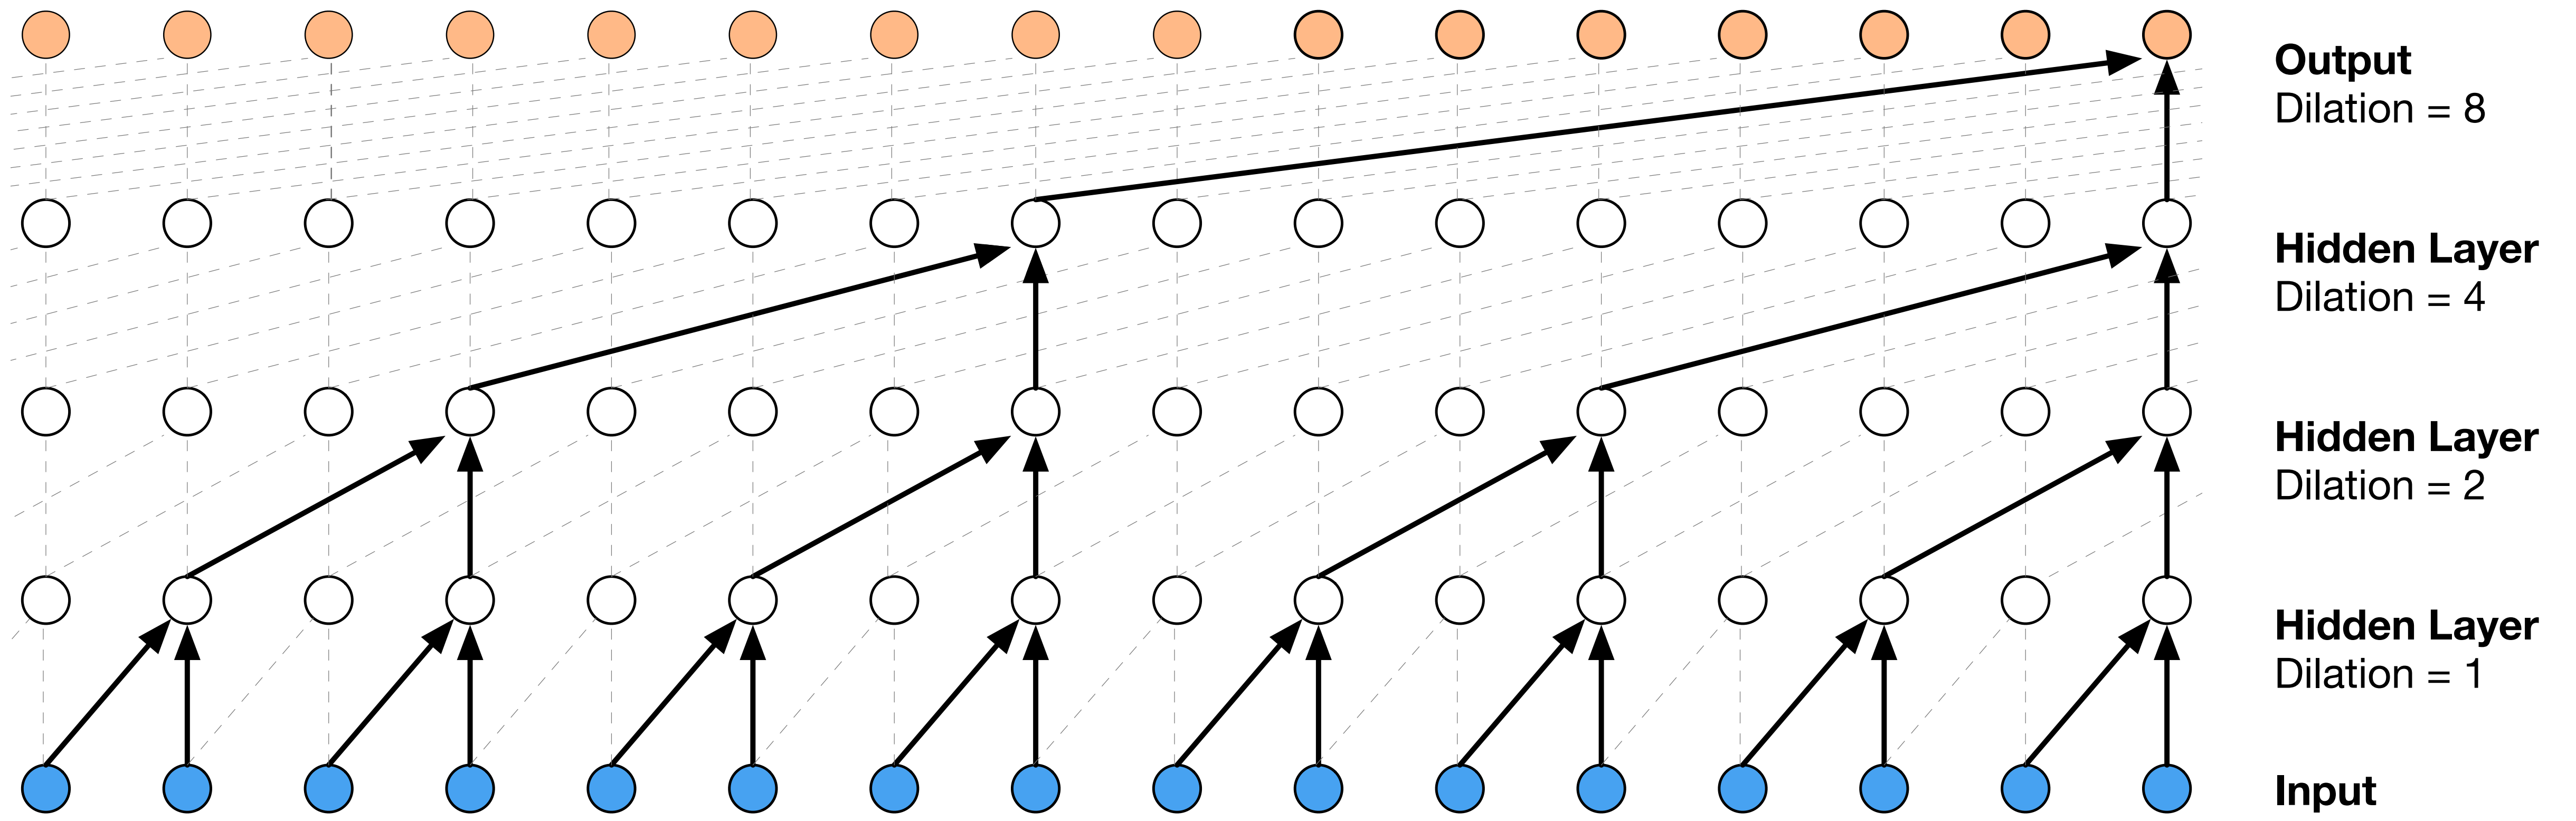 Output
Dilation = 8
Hidden Layer
Dilation = 4
Hidden Layer
Dilation = 2
Hidden Layer
Dilation = 1
Input